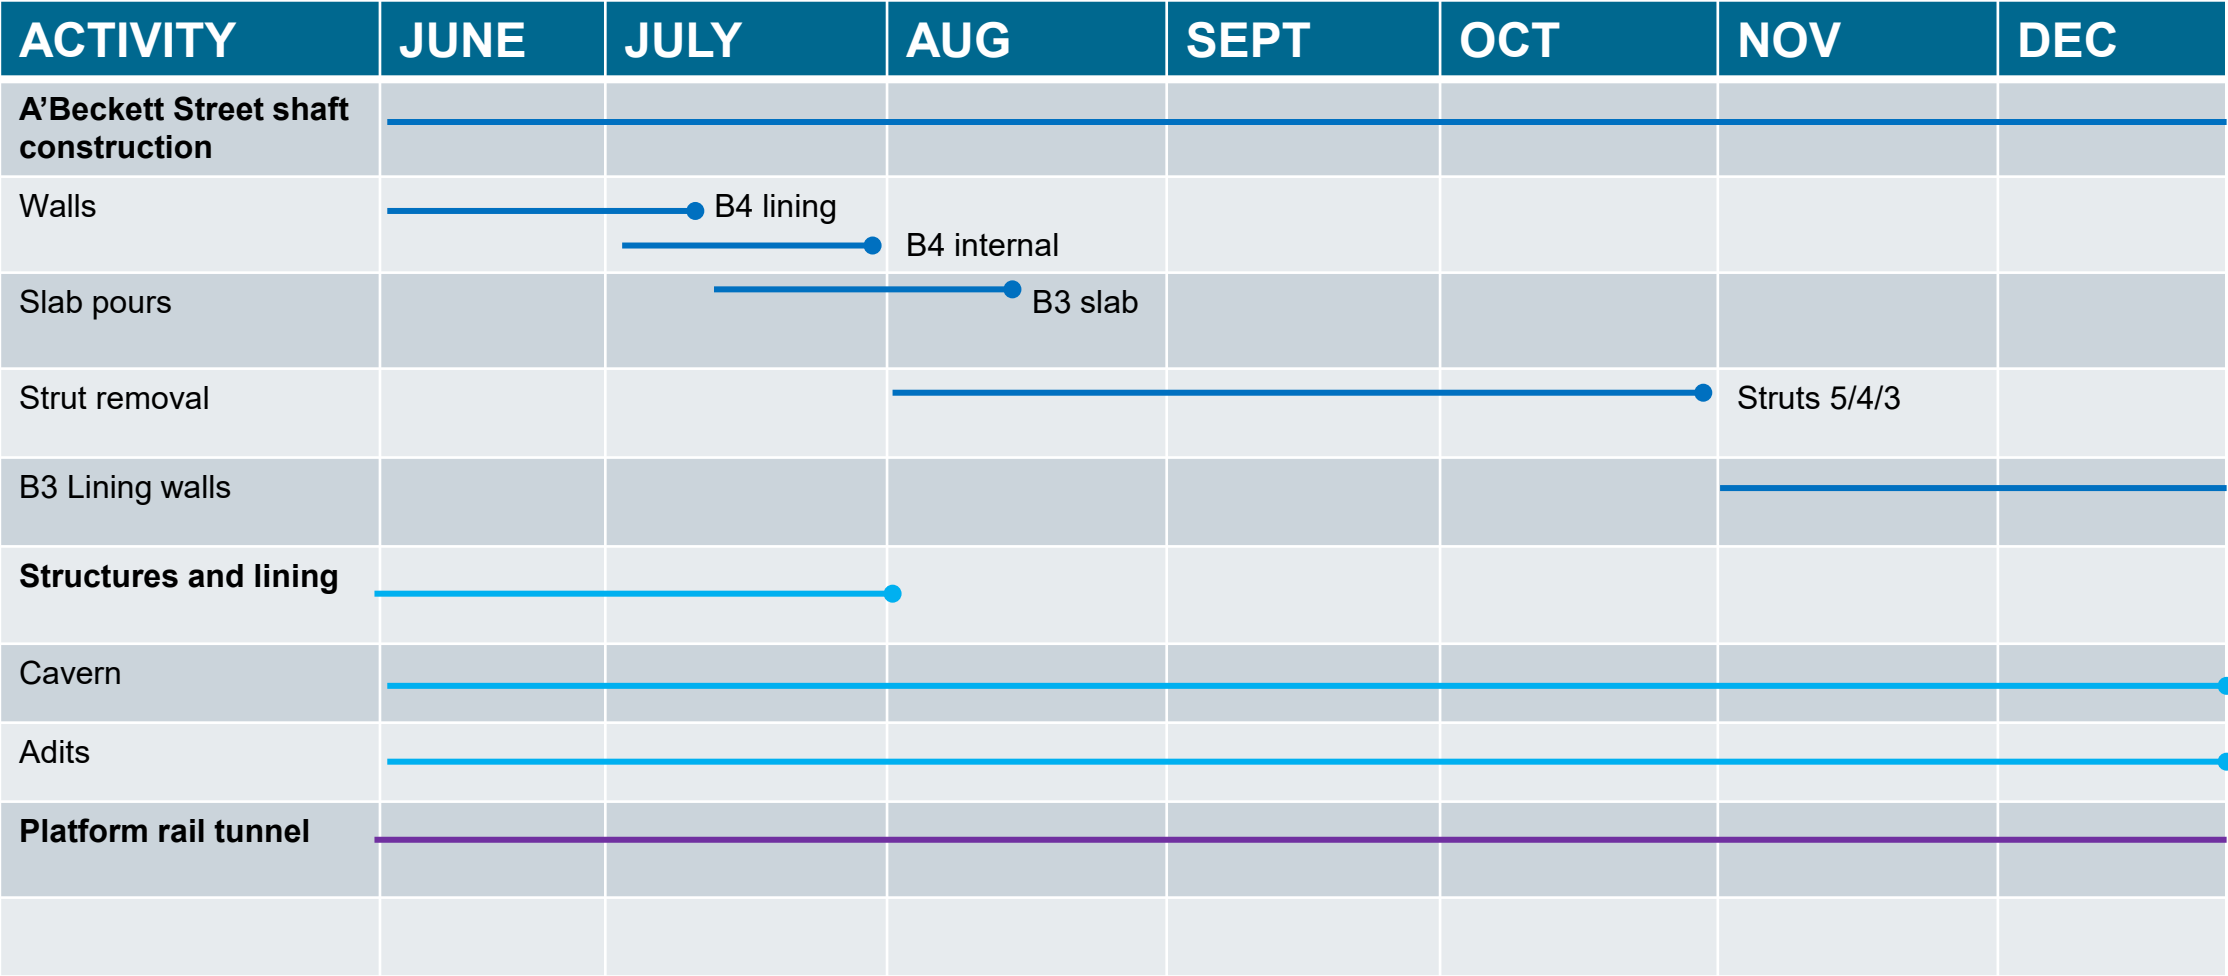 ACTIVITY JUNE JULY AUG SEPT OCT NOV DEC
A’Beckett Street shaft
construction
Walls B4 lining
B4 internal
Slab pours B3 slab
Strut removal Struts 5/4/3
B3 Lining walls
Structures and lining
Cavern
Adits
Platform rail tunnel